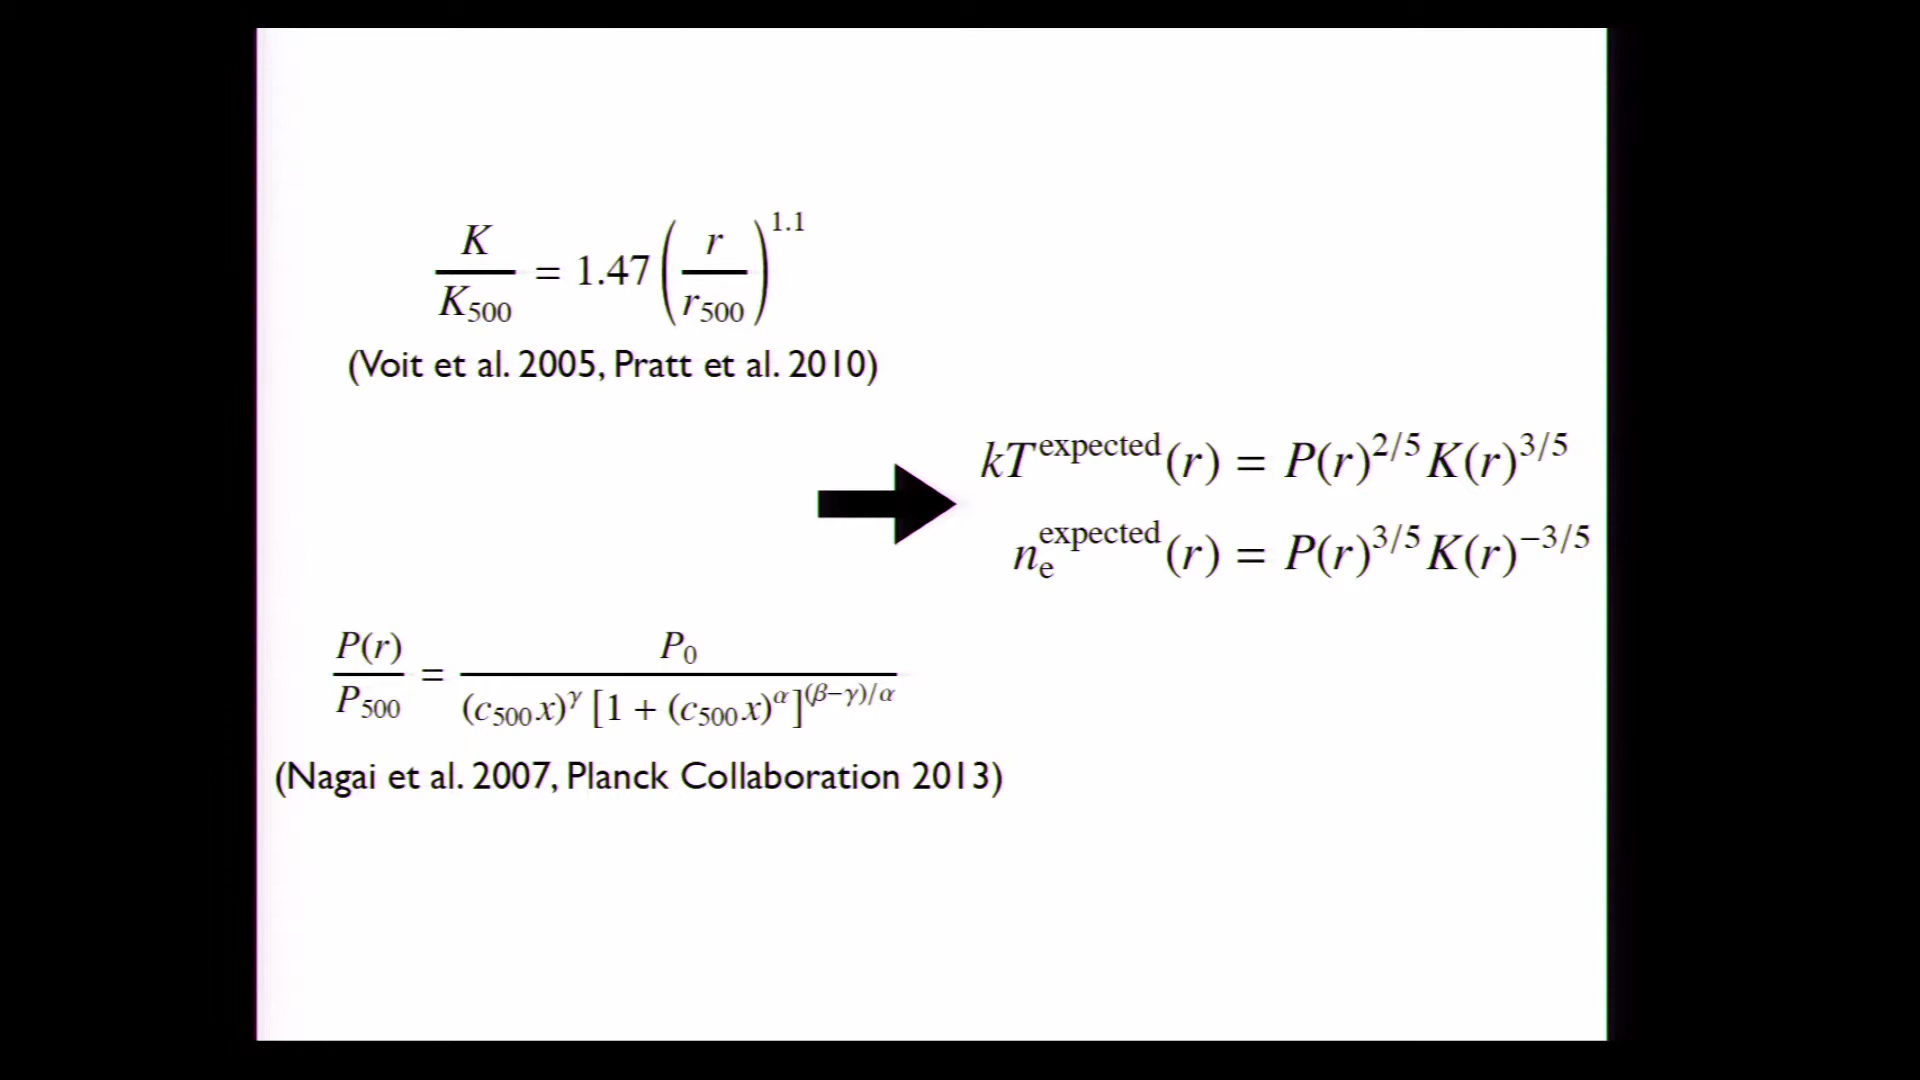 K/K₅₀₀ = 1.47 (r/r₅₀₀)^1.1
(Voit et al. 2005, Pratt et al. 2010)
kT^expected(r) = P(r)^2/5 K(r)^3/5
nₑ^expected(r) = P(r)^3/5 K(r)^−3/5
P(r)/P₅₀₀ = P₀/((c₅₀₀x)^γ [1 + (c₅₀₀x)^α]^(β−γ)/α)
(Nagai et al. 2007, Planck Collaboration 2013)